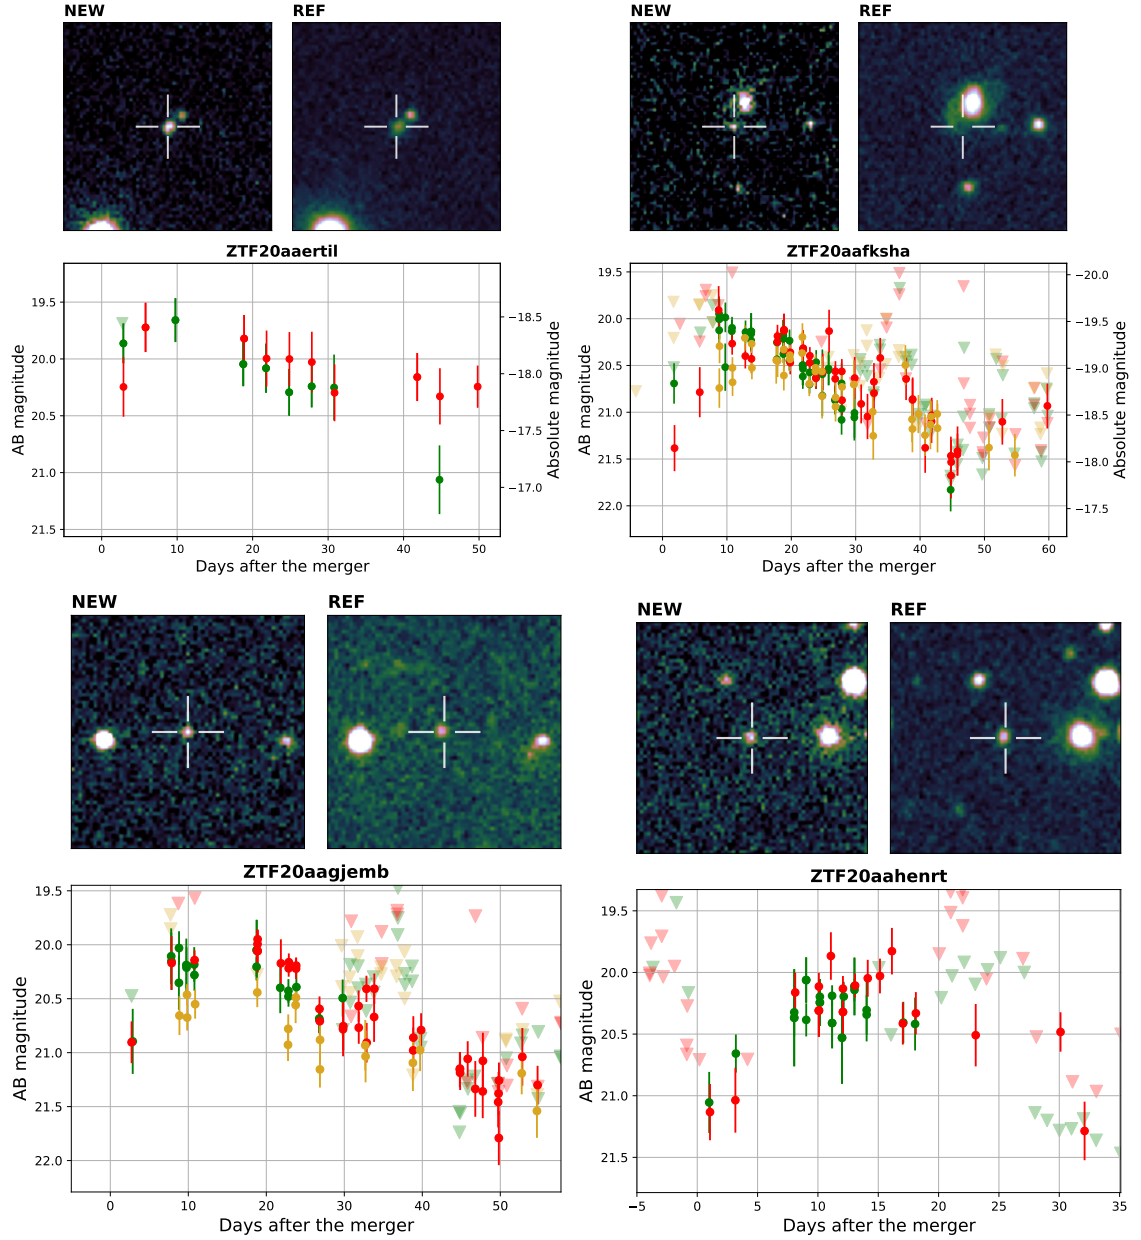 NEW REF NEW REF
ZTF20aaertil
19.5
20.0
20.5
21.0
21.5
AB magnitude
−18.5
−18.0
−17.5
−17.0
Absolute magnitude
0 10 20 30 40 50
Days after the merger
ZTF20aafksha
19.5
20.0
20.5
21.0
21.5
22.0
AB magnitude
−20.0
−19.5
−19.0
−18.5
−18.0
−17.5
Absolute magnitude
0 10 20 30 40 50 60
Days after the merger
NEW REF NEW REF
ZTF20aagjemb
19.5
20.0
20.5
21.0
21.5
22.0
AB magnitude
0 10 20 30 40 50
Days after the merger
ZTF20aahenrt
19.5
20.0
20.5
21.0
21.5
AB magnitude
−5 0 5 10 15 20 25 30 35
Days after the merger